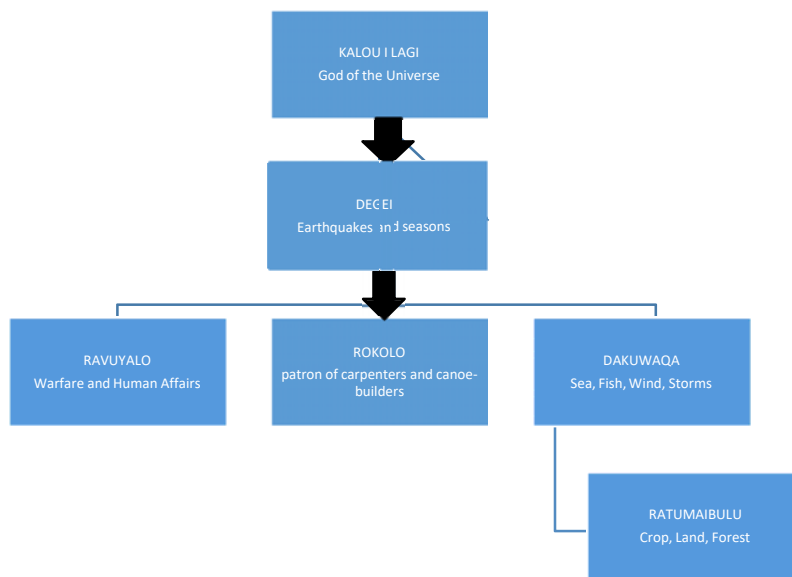 KALOU I LAGI
God of the Universe
DEGEI
Earthquakes and seasons
RAVUYALO
Warfare and Human Affairs
ROKOLO
patron of carpenters and canoe-
builders
DAKUWAQA
Sea, Fish, Wind, Storms
RATUMAIBULU
Crop, Land, Forest